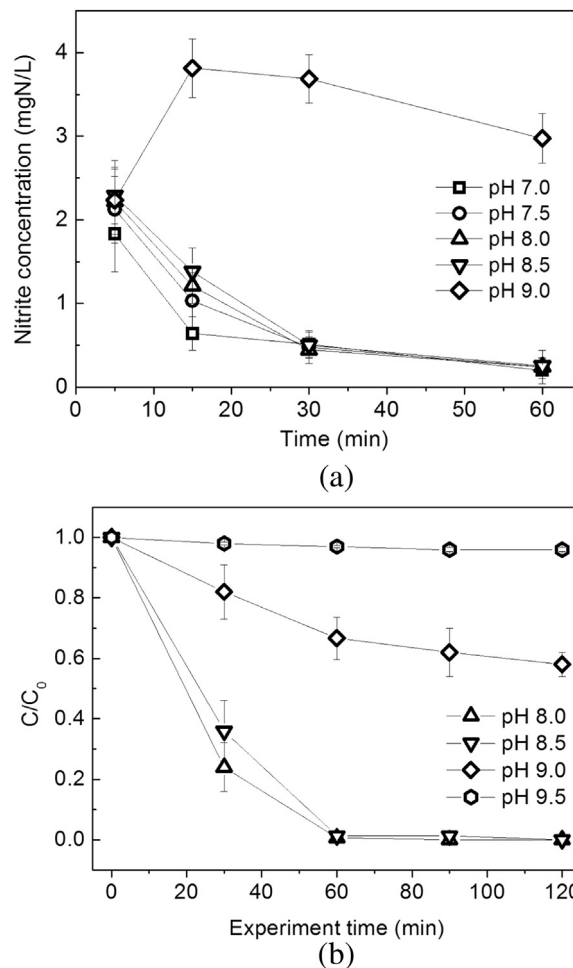 Nitrite concentration (mgN/L)
4
3
2
1
0
pH 7.0
pH 7.5
pH 8.0
pH 8.5
pH 9.0
0 10 20 30 40 50 60
Time (min)
(a)
C/C₀
1.0
0.8
0.6
0.4
0.2
0.0
pH 8.0
pH 8.5
pH 9.0
pH 9.5
0 20 40 60 80 100 120
Experiment time (min)
(b)